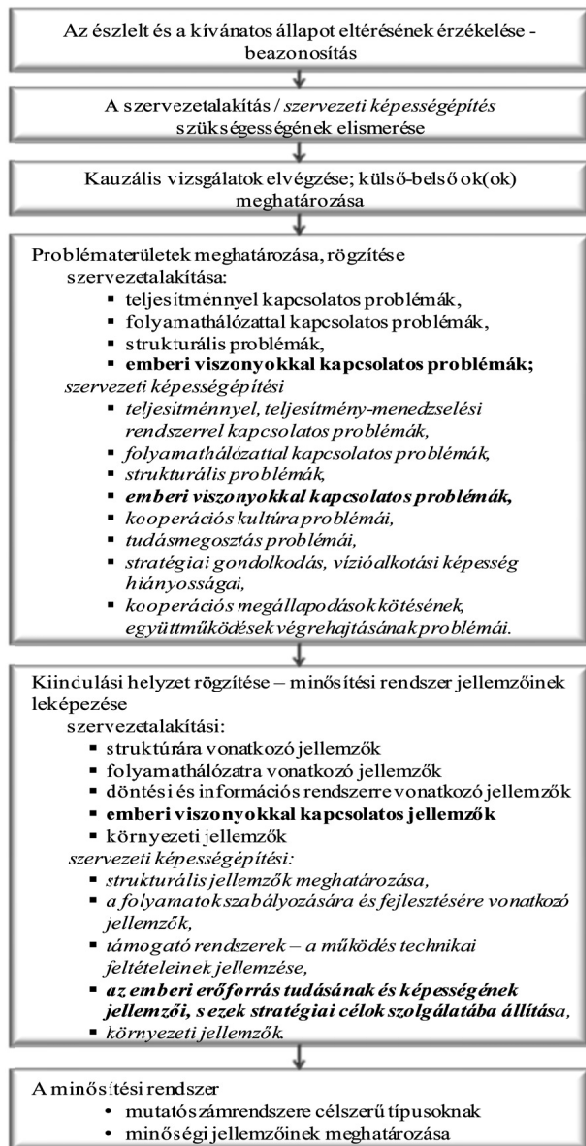 Az észlelt és a kívánatos állapot eltérésének érzékelése -
beazonosítás
A szervezetalakítás / szervezeti képességépítés
szükségességének elismerése
Kauzális vizsgálatok elvégzése; külső-belső ok(ok)
meghatározása
Problématerületek meghatározása, rögzítése
szervezetalakítása:
▪ teljesítménnyel kapcsolatos problémák,
▪ folyamathálózattal kapcsolatos problémák,
▪ strukturális problémák,
▪ emberi viszonyokkal kapcsolatos problémák;
szervezeti képességépítési
▪ teljesítménnyel, teljesítmény-menedzselési
rendszerrel kapcsolatos problémák,
▪ folyamathálózattal kapcsolatos problémák,
▪ strukturális problémák,
▪ emberi viszonyokkal kapcsolatos problémák,
▪ kooperációs kultúra problémái,
▪ tudásmegosztás problémái,
▪ stratégiai gondolkodás, vízióalkotási képesség
hiányosságai,
▪ kooperációs megállapodások kötésének,
együttműködések végrehajtásának problémái.
Kiindulási helyzet rögzítése – minősítési rendszer jellemzőinek
leképezése
szervezetalakítási:
▪ struktúrára vonatkozó jellemzők
▪ folyamathálózatra vonatkozó jellemzők
▪ döntési és információs rendszerre vonatkozó jellemzők
▪ emberi viszonyokkal kapcsolatos jellemzők
▪ környezeti jellemzők
szervezeti képességépítési:
▪ strukturális jellemzők meghatározása,
▪ a folyamatok szabályozására és fejlesztésére vonatkozó
jellemzők,
▪ támogató rendszerek – a működés technikai
feltételeinek jellemzése,
▪ az emberi erőforrás tudásának és képességének
jellemzői, s ezek stratégiai célok szolgálatába állítása,
▪ környezeti jellemzők.
A minősítési rendszer
• mutatószámrendszere célszerű típusoknak
• minőségi jellemzőinek meghatározása